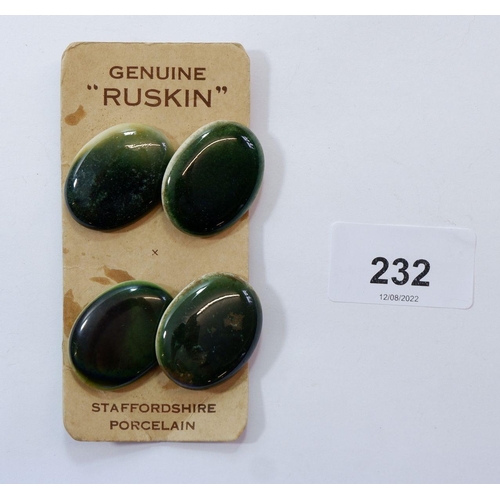 GENUINE
"RUSKIN"
x
STAFFORDSHIRE
PORCELAIN
232
12/08/2022